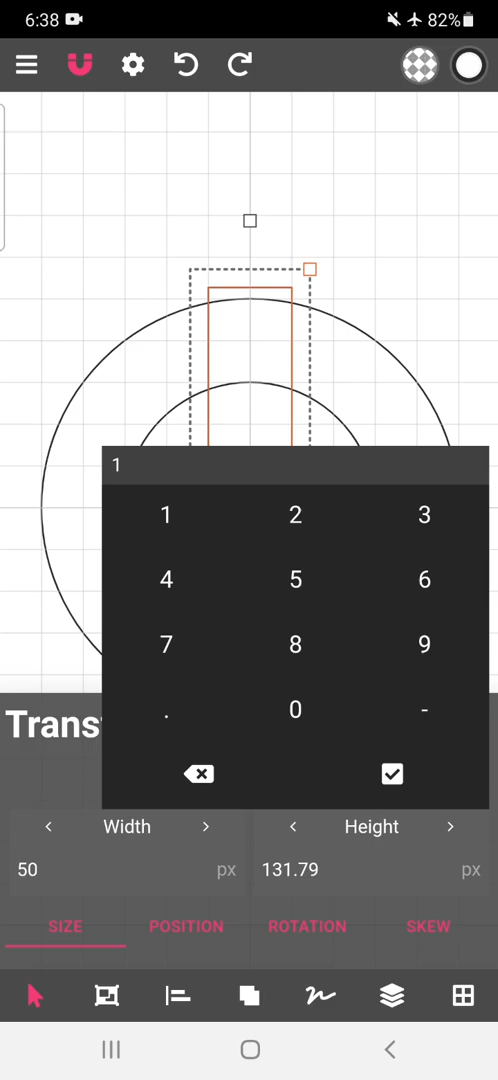 6:38 82%
1
1 2 3
4 5 6
7 8 9
. 0 -
Trans
Width Height
50 px 131.79 px
SIZE POSITION ROTATION SKEW